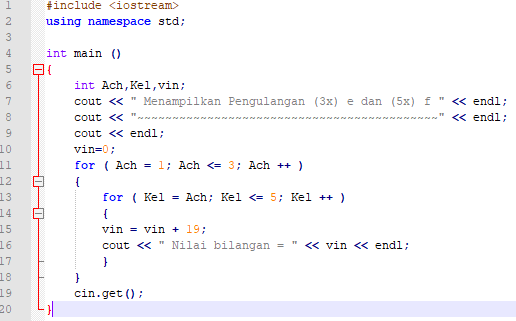 1 #include <iostream>
2 using namespace std;
3
4 int main ()
5 {
6 int Ach,Kel,vin;
7 cout << " Menampilkan Pengulangan (3x) e dan (5x) f " << endl;
8 cout << "~~~~~~~~~~~~~~~~~~~~~~~~~~~~~~~~~~~~~~~~~~~" << endl;
9 cout << endl;
10 vin=0;
11 for ( Ach = 1; Ach <= 3; Ach ++ )
12 {
13 for ( Kel = Ach; Kel <= 5; Kel ++ )
14 {
15 vin = vin + 19;
16 cout << " Nilai bilangan = " << vin << endl;
17 }
18 }
19 cin.get();
20 }